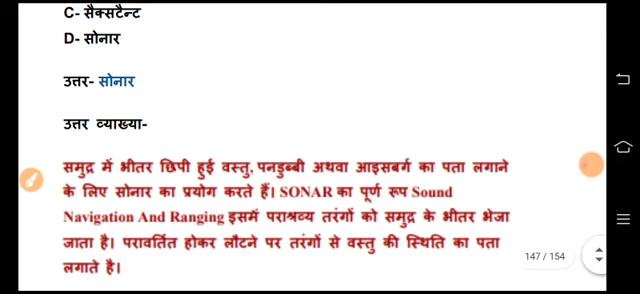 C- सैक्सटैन्ट
D- सोनार
उत्तर- सोनार
उत्तर व्याख्या-
समुद्र में भीतर छिपी हुई वस्तु, पनडुब्बी अथवा आइसबर्ग का पता लगाने
के लिए सोनार का प्रयोग करते हैं। SONAR का पूर्ण रूप Sound
Navigation And Ranging इसमें पराश्रव्य तरंगों को समुद्र के भीतर भेजा
जाता है। परावर्तित होकर लौटने पर तरंगों से वस्तु की स्थिति का पता
लगाते है।
147 / 154